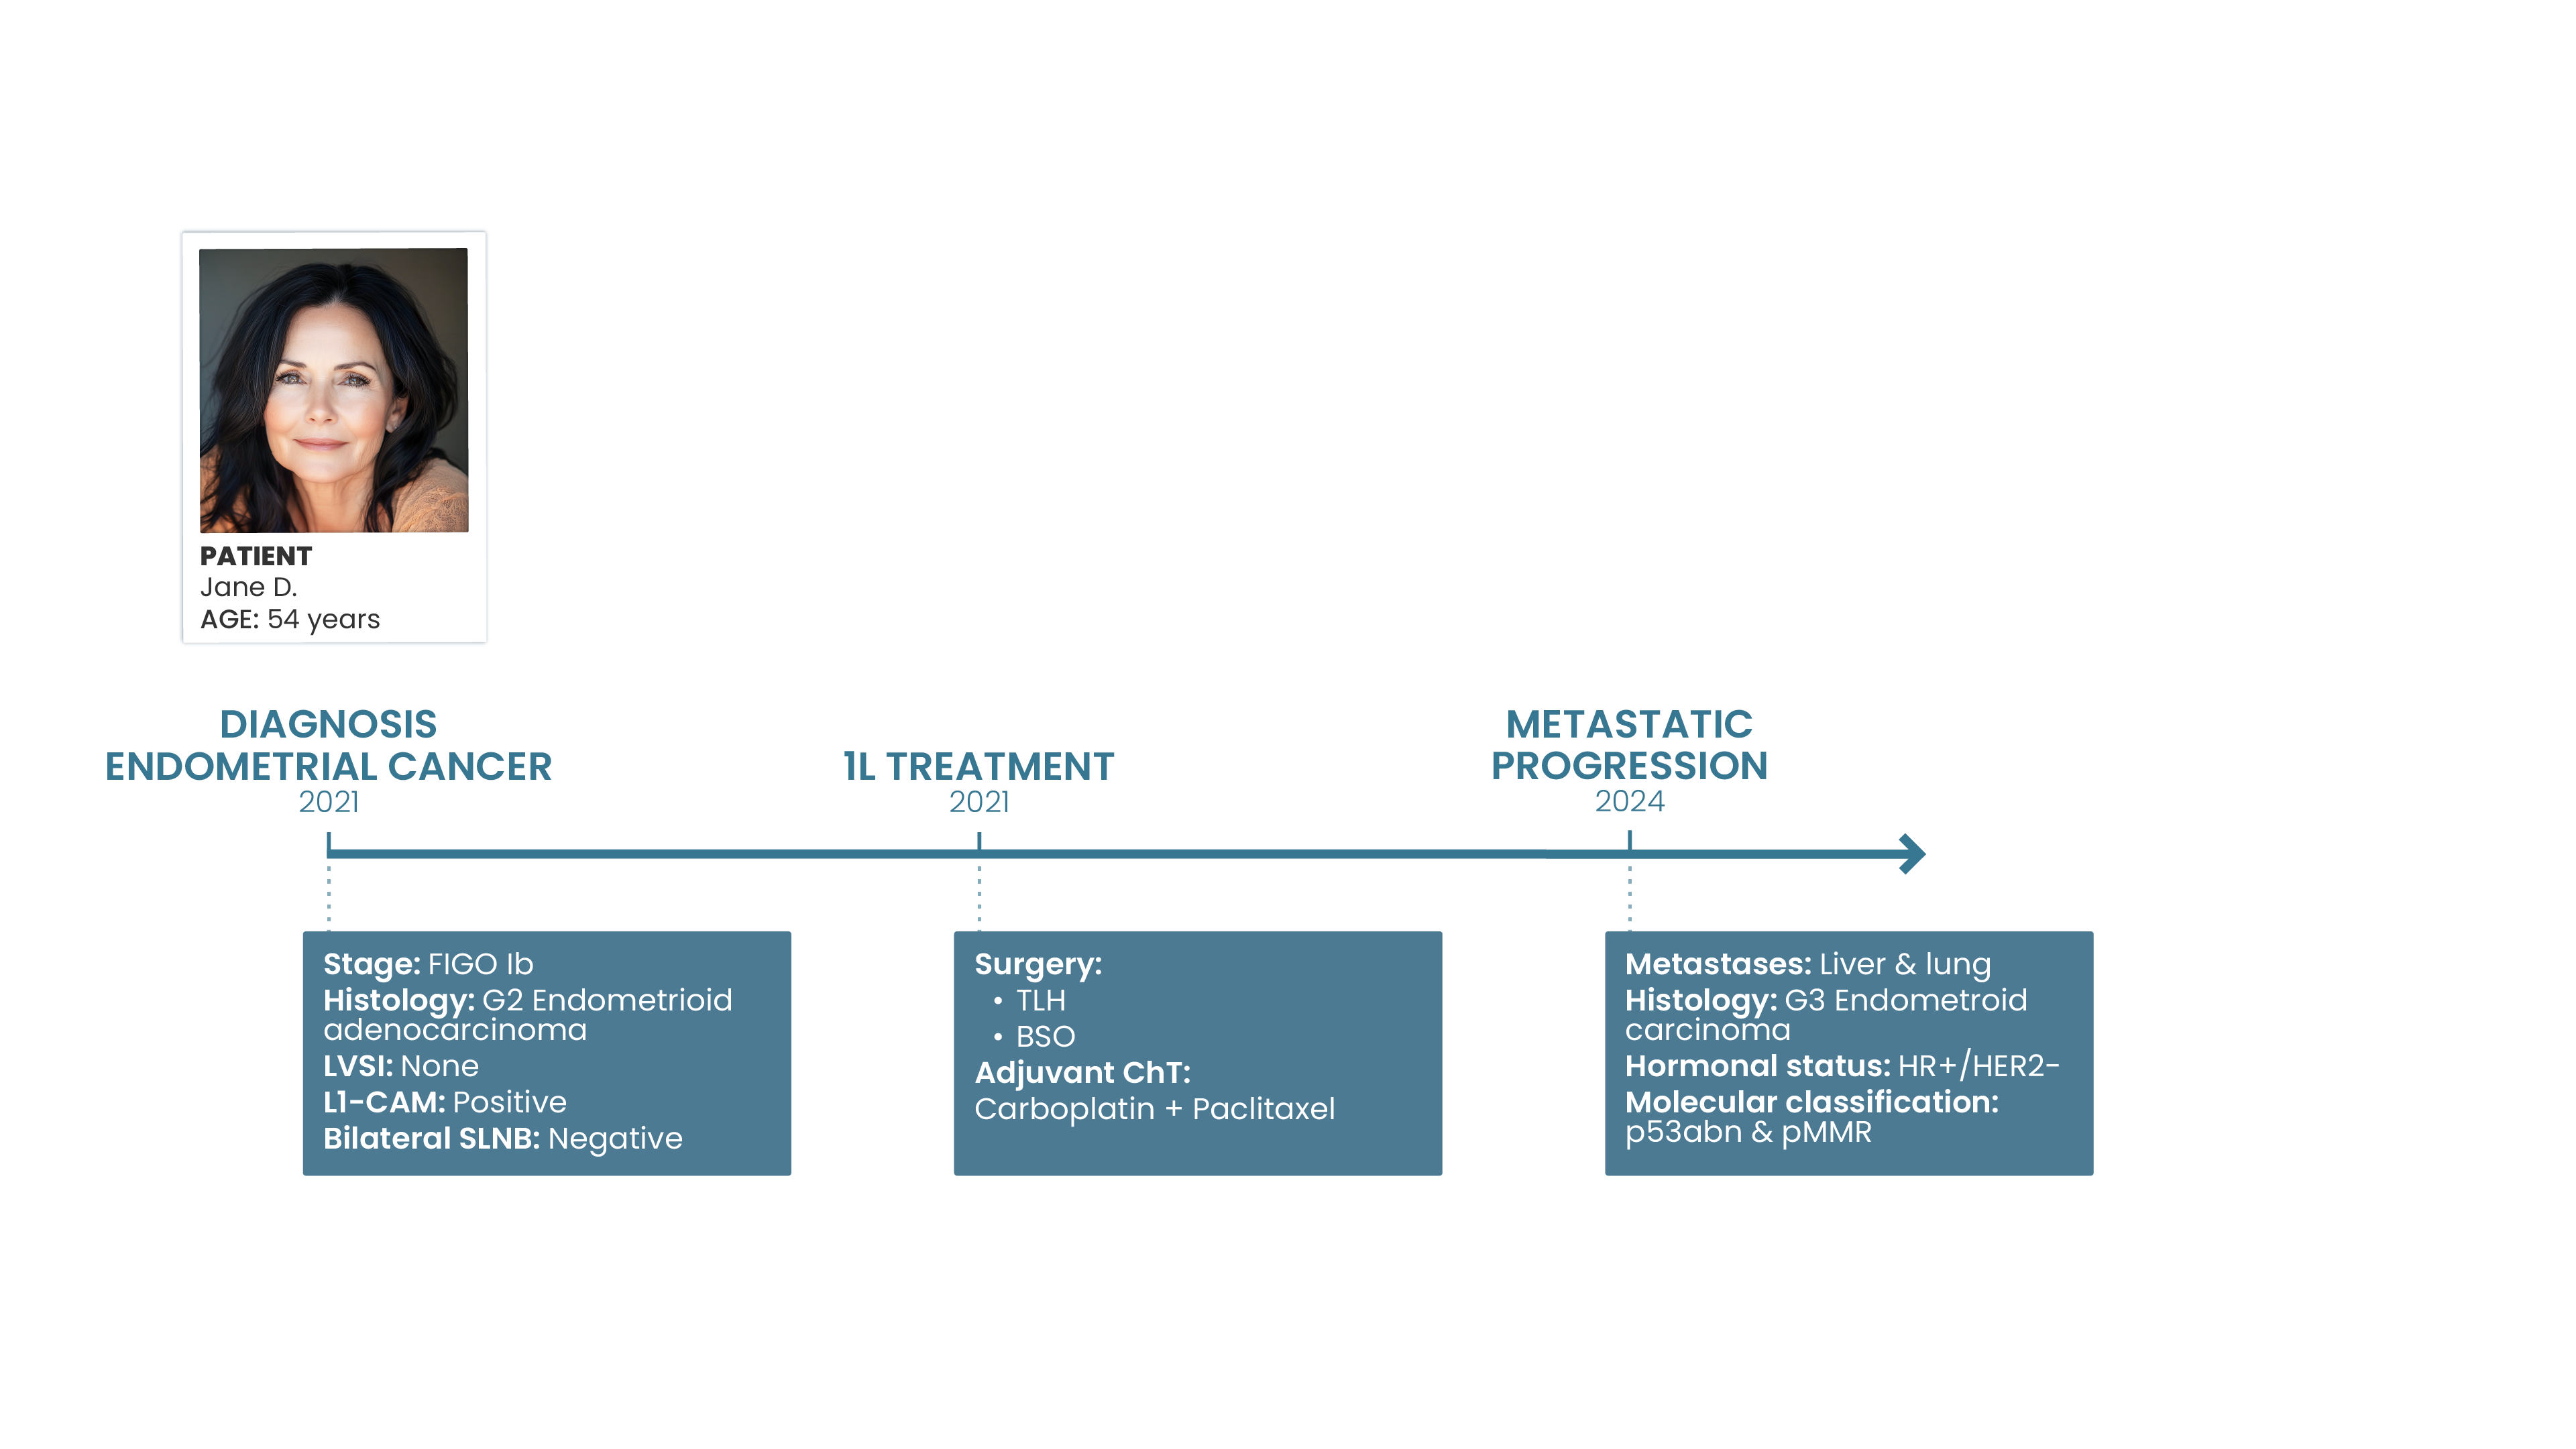 PATIENT
Jane D.
AGE: 54 years
DIAGNOSIS
ENDOMETRIAL CANCER
2021
1L TREATMENT
2021
METASTATIC
PROGRESSION
2024
Stage: FIGO Ib
Histology: G2 Endometrioid
adenocarcinoma
LVSI: None
L1-CAM: Positive
Bilateral SLNB: Negative
Surgery:
• TLH
• BSO
Adjuvant ChT:
Carboplatin + Paclitaxel
Metastases: Liver & lung
Histology: G3 Endometroid
carcinoma
Hormonal status: HR+/HER2-
Molecular classification:
p53abn & pMMR